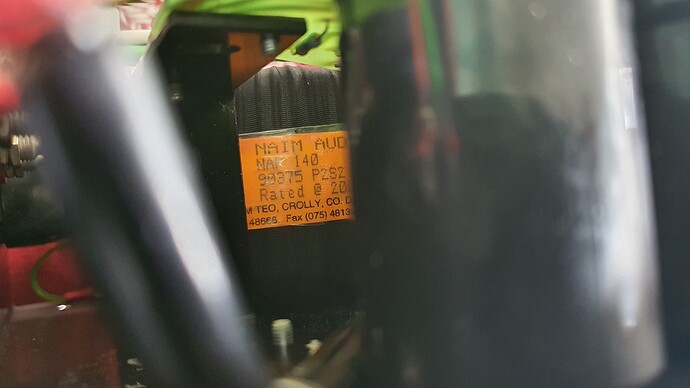 NAIM AUD
NAP 140
90375 P2S2
Rated @ 20
M TEO, CROLLY, CO. D
48666. Fax (075) 4813